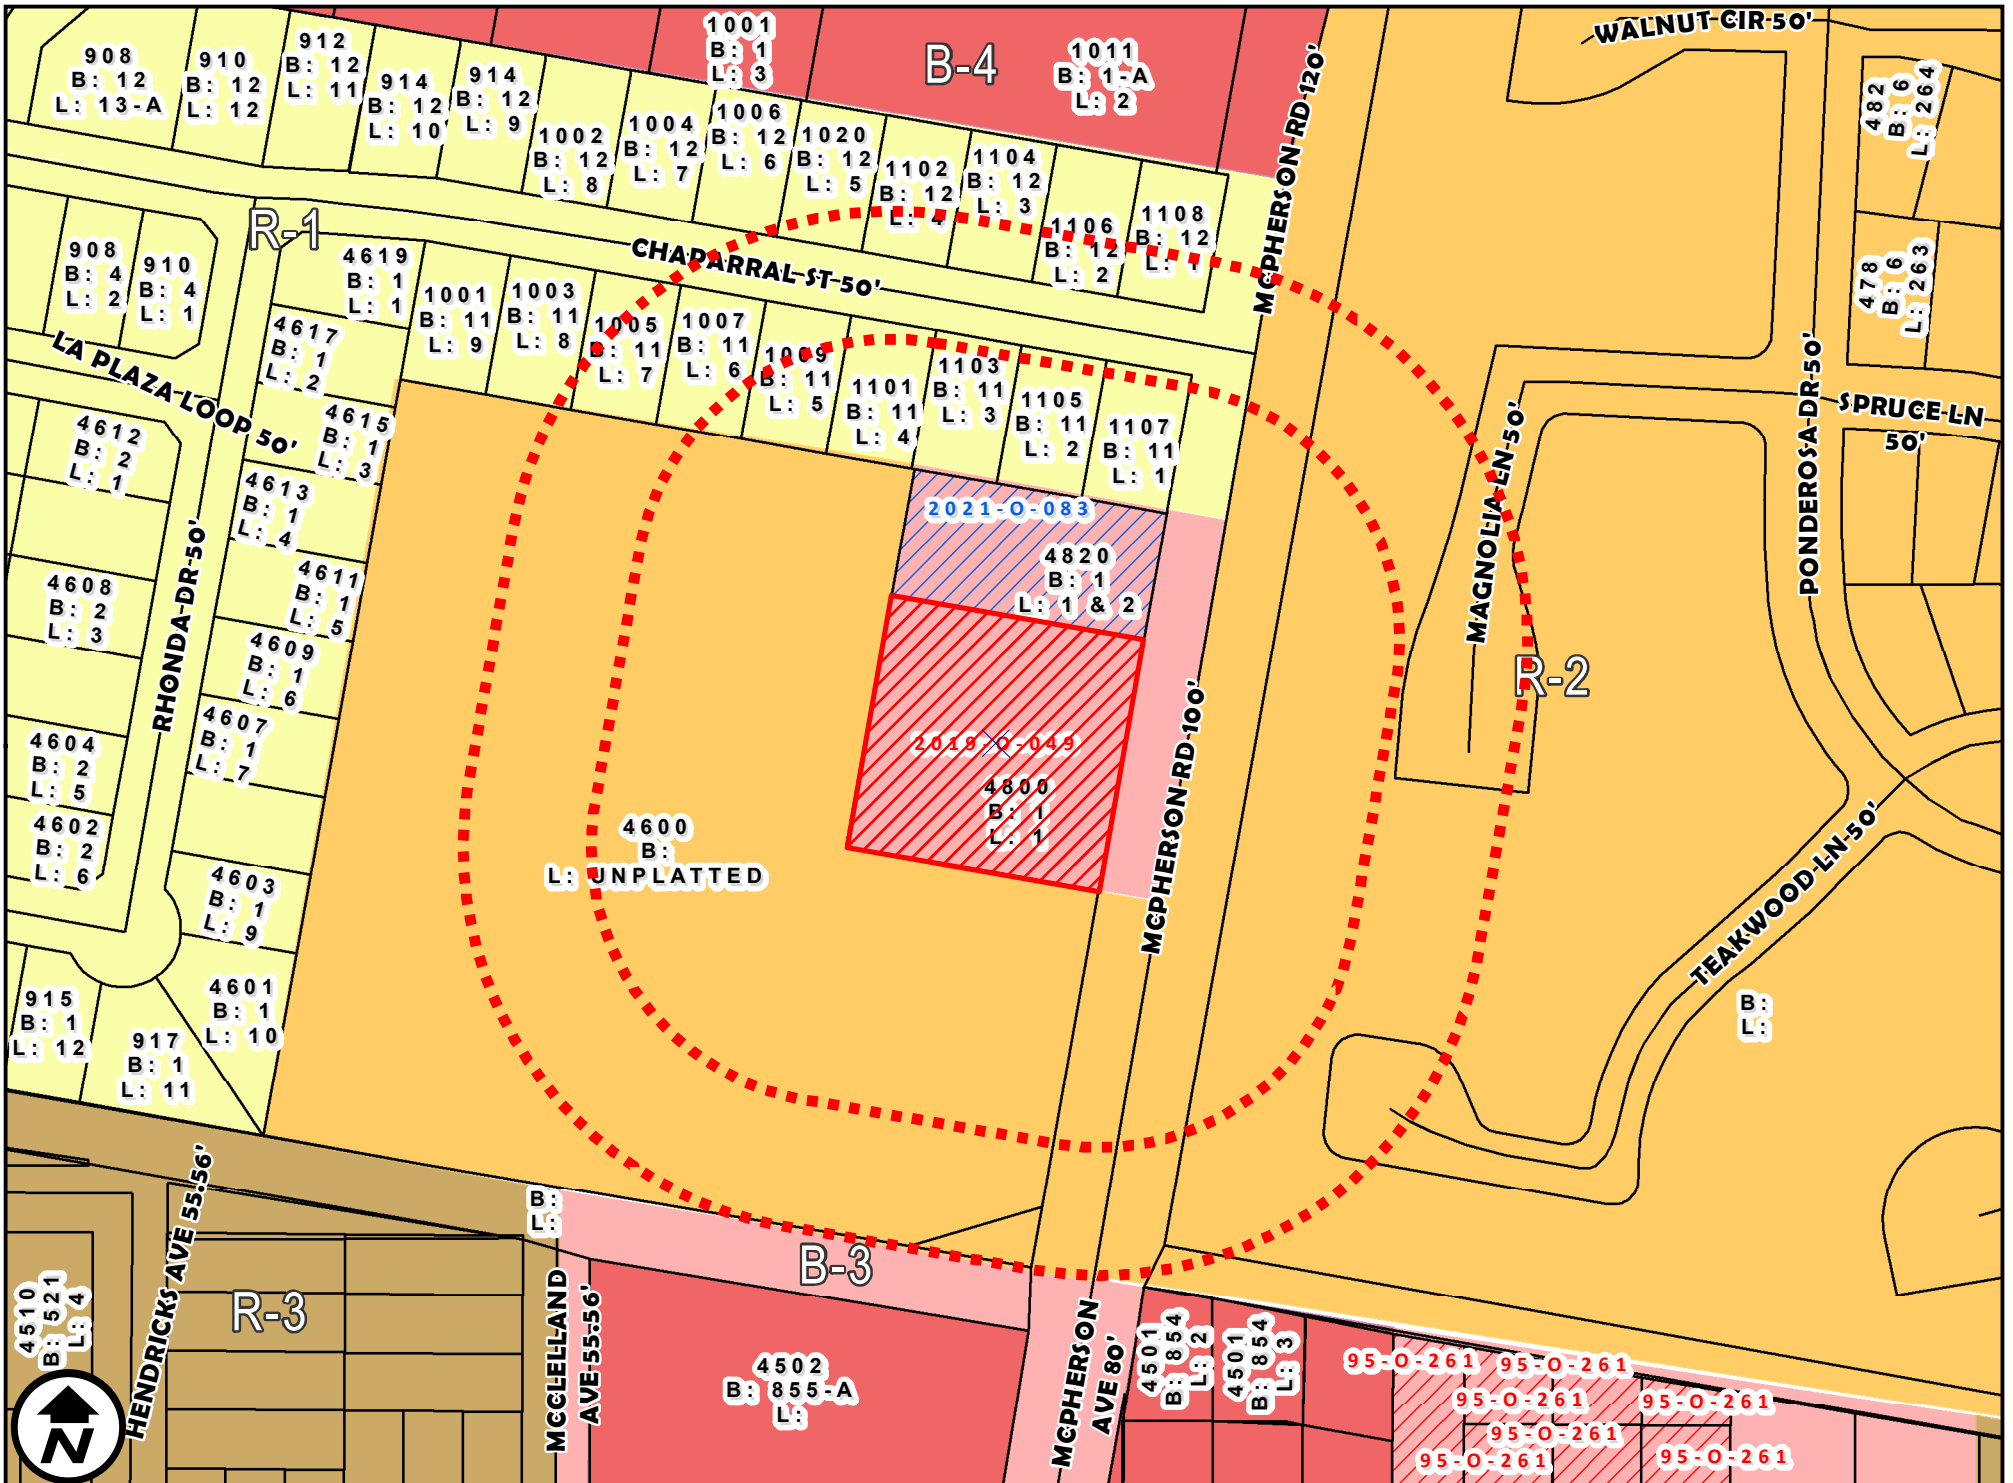 908
B: 12
L: 13-A
910
B: 12
L: 12
912
B: 12
L: 11
914
B: 12
L: 10
914
B: 12
L: 9
1001
B: 1
L: 3
B-4
1011
B: 1-A
L: 2
WALNUT CIR 50'
1002
B: 12
L: 8
1004
B: 12
L: 7
1006
B: 12
L: 6
1020
B: 12
L: 5
1102
B: 12
L: 4
1104
B: 12
L: 3
1106
B: 12
L: 2
1108
B: 12
L: 1
MCPHERSON RD 120'
482
B: 6
L: 264
478
B: 6
L: 263
R-1
CHAPARRAL ST 50'
908
B: 4
L: 2
910
B: 4
L: 1
4619
B: 1
L: 1
1001
B: 11
L: 9
1003
B: 11
L: 8
1005
B: 11
L: 7
1007
B: 11
L: 6
1009
B: 11
L: 5
1101
B: 11
L: 4
1103
B: 11
L: 3
1105
B: 11
L: 2
1107
B: 11
L: 1
LA PLAZA LOOP 50'
4617
B: 1
L: 2
4615
B: 1
L: 3
4613
B: 1
L: 4
4611
B: 1
L: 5
4609
B: 1
L: 6
4607
B: 1
L: 7
4603
B: 1
L: 9
4601
B: 1
L: 10
4612
B: 2
L: 1
4608
B: 2
L: 3
4604
B: 2
L: 5
4602
B: 2
L: 6
RHONDA DR 50'
915
B: 1
L: 12
917
B: 1
L: 11
2021-O-083
4820
B: 1
L: 1 & 2
2019-O-049
4800
B: 1
L: 1
4600
B:
L: UNPLATTED
MCPHERSON RD 100'
MAGNOLIA LN 50'
PONDEROSA DR 50'
SPRUCE LN
50'
R-2
TEAKWOOD LN 50'
B:
L:
B:
L:
B-3
R-3
HENDRICKS AVE 55.56'
4510
B: 521
L: 4
MCCLELLAND
AVE 55.56'
4502
B: 855-A
L:
MCPHERSON
AVE 80'
4501
B: 854
L: 2
4501
B: 854
L: 3
95-O-261
95-O-261
95-O-261
95-O-261
95-O-261
95-O-261
95-O-261
N